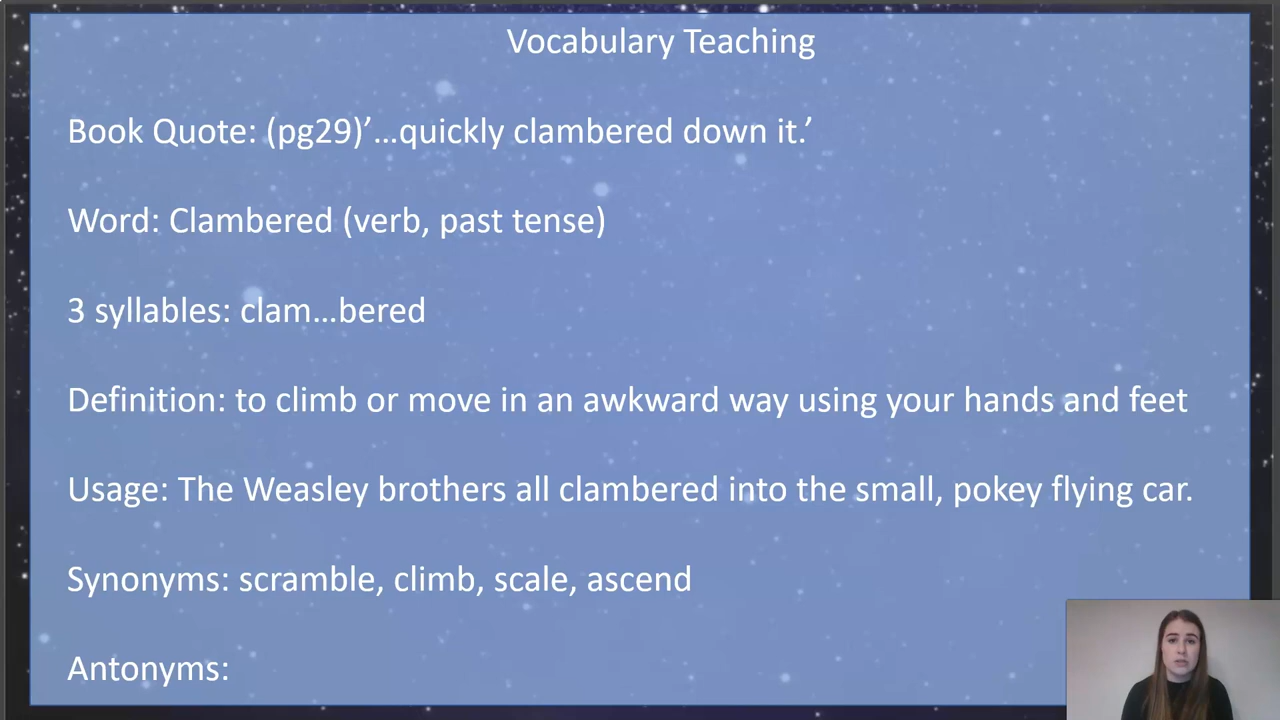 Vocabulary Teaching
Book Quote: (pg29)’…quickly clambered down it.’
Word: Clambered (verb, past tense)
3 syllables: clam…bered
Definition: to climb or move in an awkward way using your hands and feet
Usage: The Weasley brothers all clambered into the small, pokey flying car.
Synonyms: scramble, climb, scale, ascend
Antonyms: